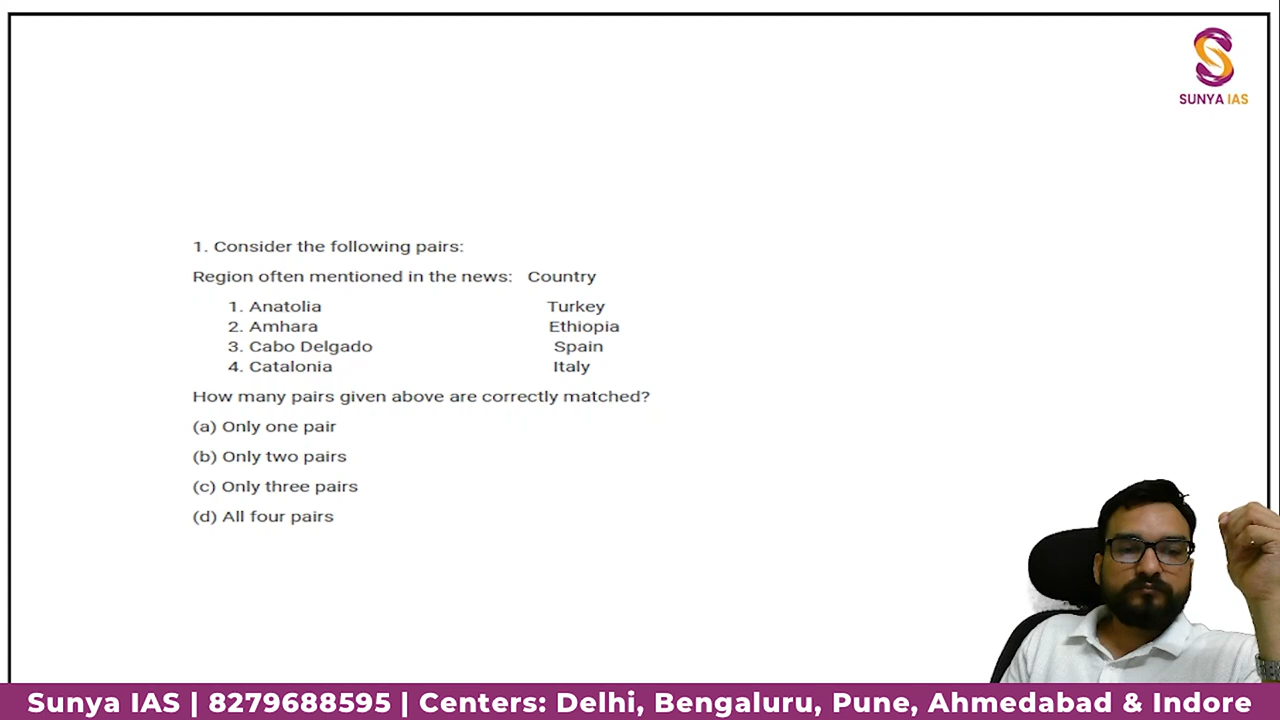 SUNYA IAS
1. Consider the following pairs:
Region often mentioned in the news: Country
1. Anatolia Turkey
2. Amhara Ethiopia
3. Cabo Delgado Spain
4. Catalonia Italy
How many pairs given above are correctly matched?
(a) Only one pair
(b) Only two pairs
(c) Only three pairs
(d) All four pairs
Sunya IAS | 8279688595 | Centers: Delhi, Bengaluru, Pune, Ahmedabad & Indore